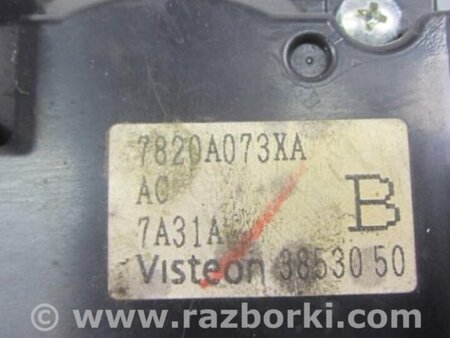 7820A073XA
AC
B
7A31A
Visteon 38530 50
© www.razborki.com